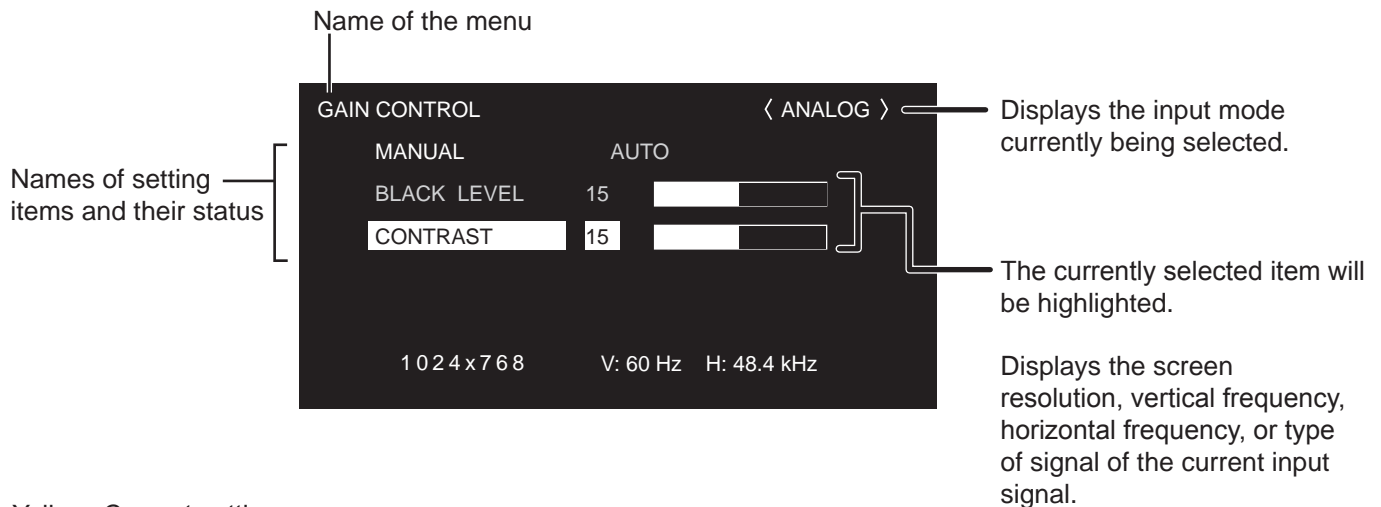 Name of the menu
GAIN CONTROL 〈 ANALOG 〉
MANUAL AUTO
BLACK LEVEL 15
CONTRAST 15
1024x768 V: 60 Hz H: 48.4 kHz
Names of setting
items and their status
Displays the input mode
currently being selected.
The currently selected item will
be highlighted.
Displays the screen
resolution, vertical frequency,
horizontal frequency, or type
of signal of the current input
signal.